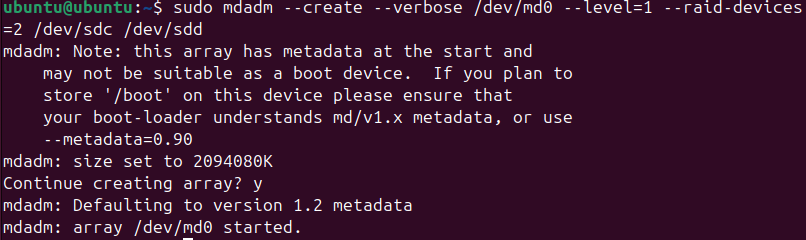 ubuntu@ubuntu:~$ sudo mdadm --create --verbose /dev/md0 --level=1 --raid-devices
=2 /dev/sdc /dev/sdd
mdadm: Note: this array has metadata at the start and
    may not be suitable as a boot device.  If you plan to
    store '/boot' on this device please ensure that
    your boot-loader understands md/v1.x metadata, or use
    --metadata=0.90
mdadm: size set to 2094080K
Continue creating array? y
mdadm: Defaulting to version 1.2 metadata
mdadm: array /dev/md0 started.